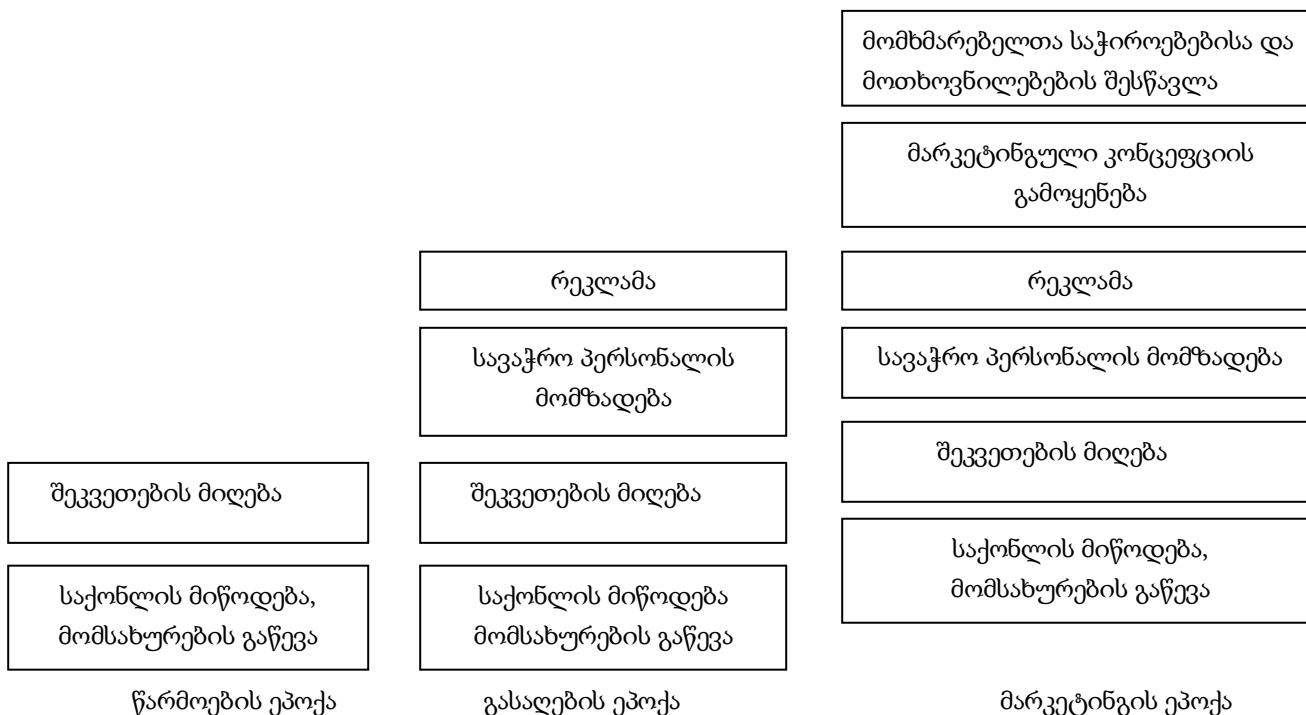 მომხმარებელთა საჭიროებებისა და
მოთხოვნილებების შესწავლა
მარკეტინგული კონცეფციის
გამოყენება
რეკლამა
რეკლამა
სავაჭრო პერსონალის
მომზადება
სავაჭრო პერსონალის მომზადება
შეკვეთების მიღება
შეკვეთების მიღება
შეკვეთების მიღება
საქონლის მიწოდება,
მომსახურების გაწევა
საქონლის მიწოდება
მომსახურების გაწევა
საქონლის მიწოდება,
მომსახურების გაწევა
წარმოების ეპოქა
გასაღების ეპოქა
მარკეტინგის ეპოქა